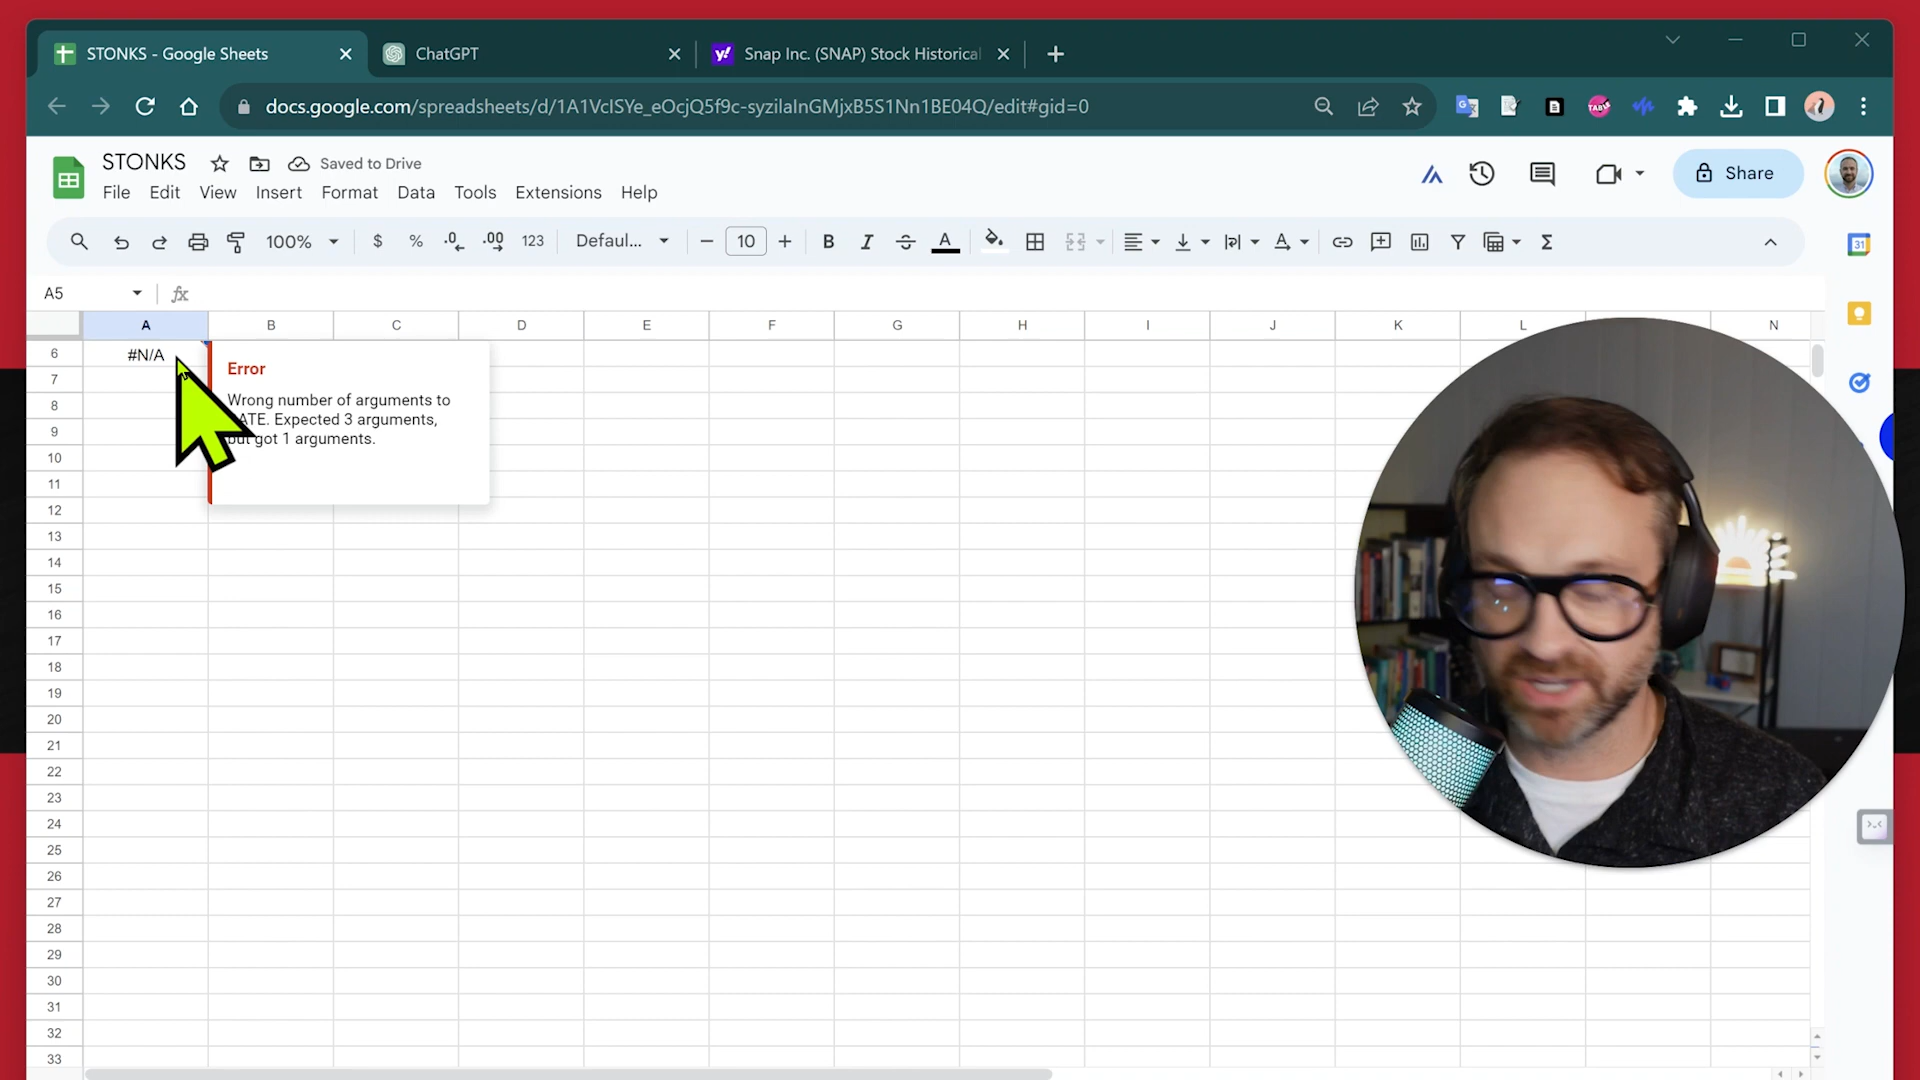 STONKS - Google Sheets
ChatGPT
Snap Inc. (SNAP) Stock Historical
docs.google.com/spreadsheets/d/1A1VcISYe_eOcjQ5f9c-syzilaInGMjxB5S1Nn1BE04Q/edit#gid=0
STONKS
Saved to Drive
File Edit View Insert Format Data Tools Extensions Help
Share
100% $ % .0 .00 123 Defaul... 10 B I A
31
A5 fx
A B C D E F G H I J K L N
6 #N/A
Error
Wrong number of arguments to
ATE. Expected 3 arguments,
but got 1 arguments.
7
8
9
10
11
12
13
14
15
16
17
18
19
20
21
22
23
24
25
26
27
28
29
30
31
32
33